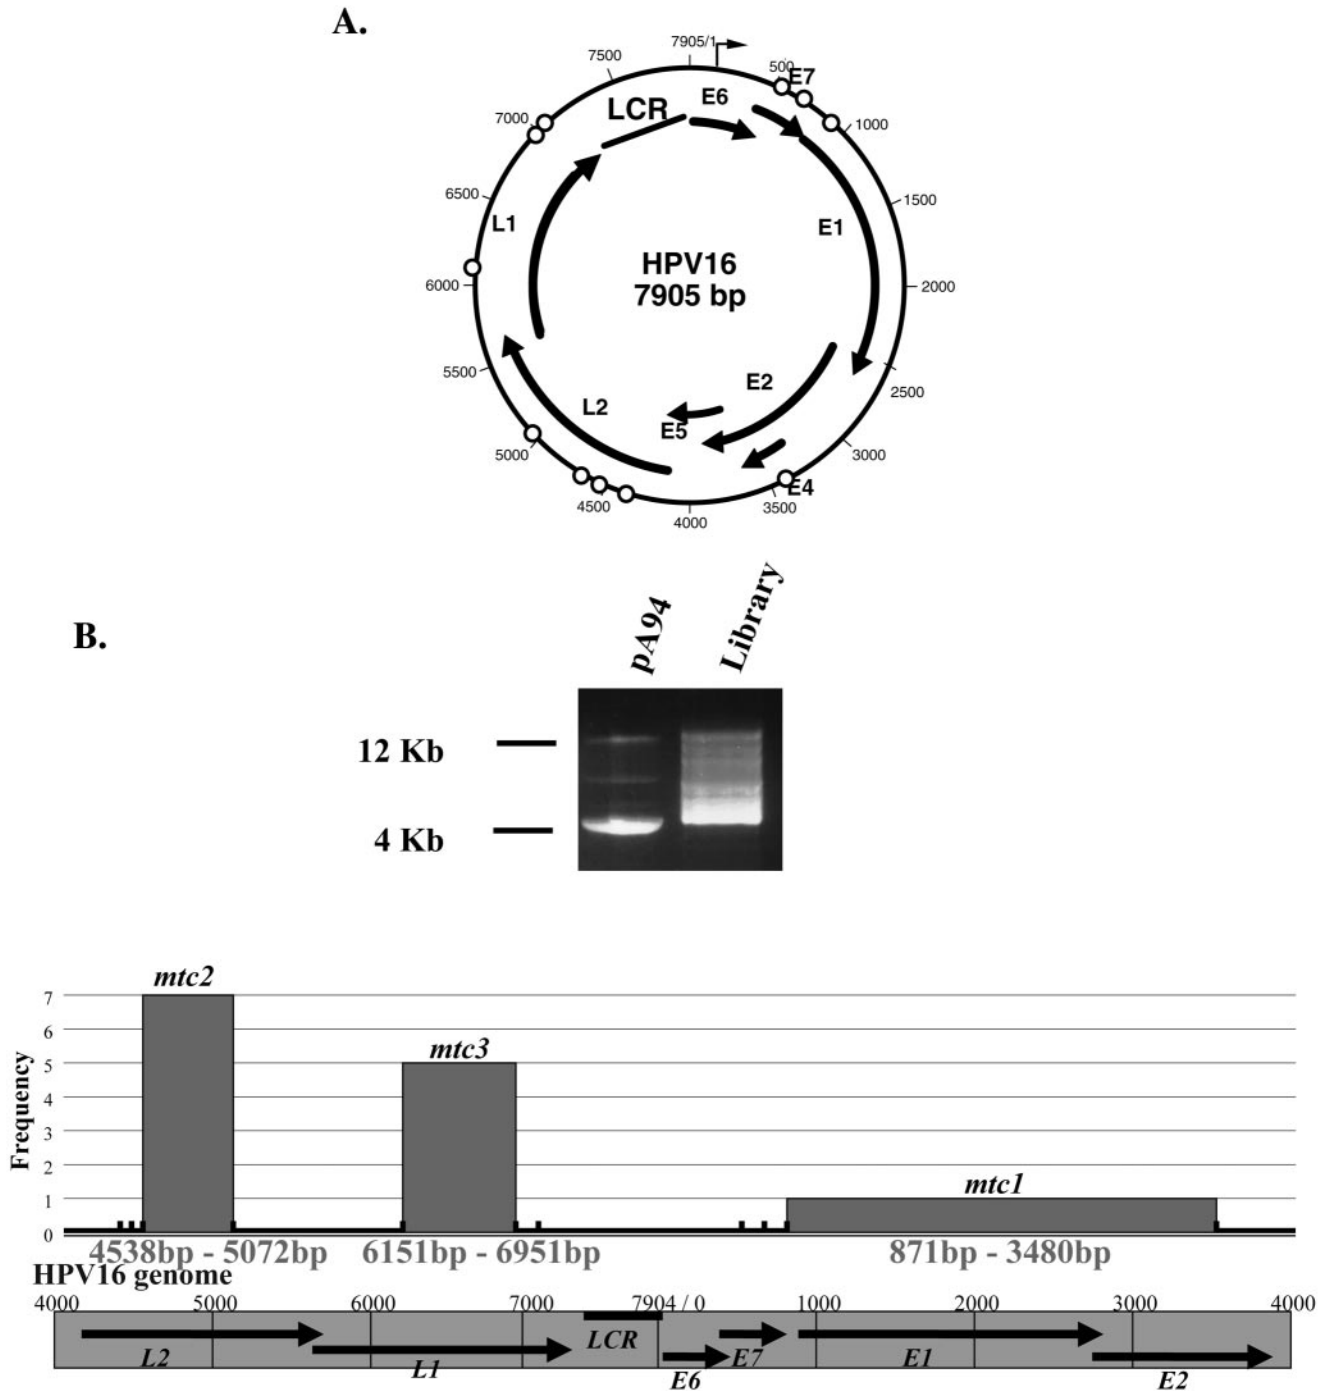 A.
7905/1
500
E7
7500
E6
LCR
7000
1000
6500
1500
L1
E1
HPV16
7905 bp
6000
2000
E2
5500
2500
L2
E5
5000
3000
E4
4500
3500
4000
pA94
Library
B.
12 Kb
4 Kb
mtc2
7
6
mtc3
5
4
3
2
mtc1
1
0
Frequency
4538bp - 5072bp 6151bp - 6951bp 871bp - 3480bp
HPV16 genome
4000 5000 6000 7000 7904 / 0 1000 2000 3000 4000
L2 L1 LCR E6 E7 E1 E2